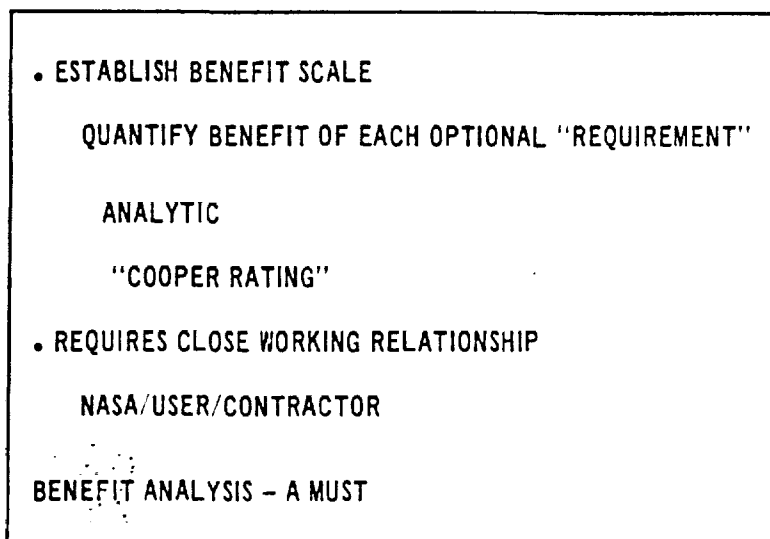 • ESTABLISH BENEFIT SCALE
QUANTIFY BENEFIT OF EACH OPTIONAL "REQUIREMENT"
ANALYTIC
"COOPER RATING"
• REQUIRES CLOSE WORKING RELATIONSHIP
NASA/USER/CONTRACTOR
BENEFIT ANALYSIS – A MUST